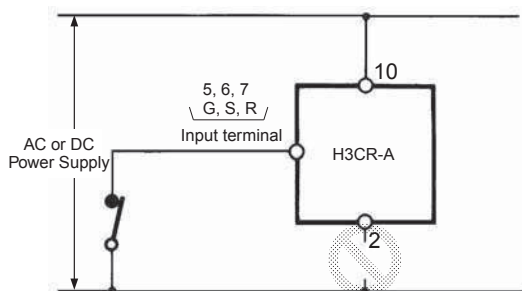 10
5, 6, 7
G, S, R
Input terminal
AC or DC
Power Supply
H3CR-A
2